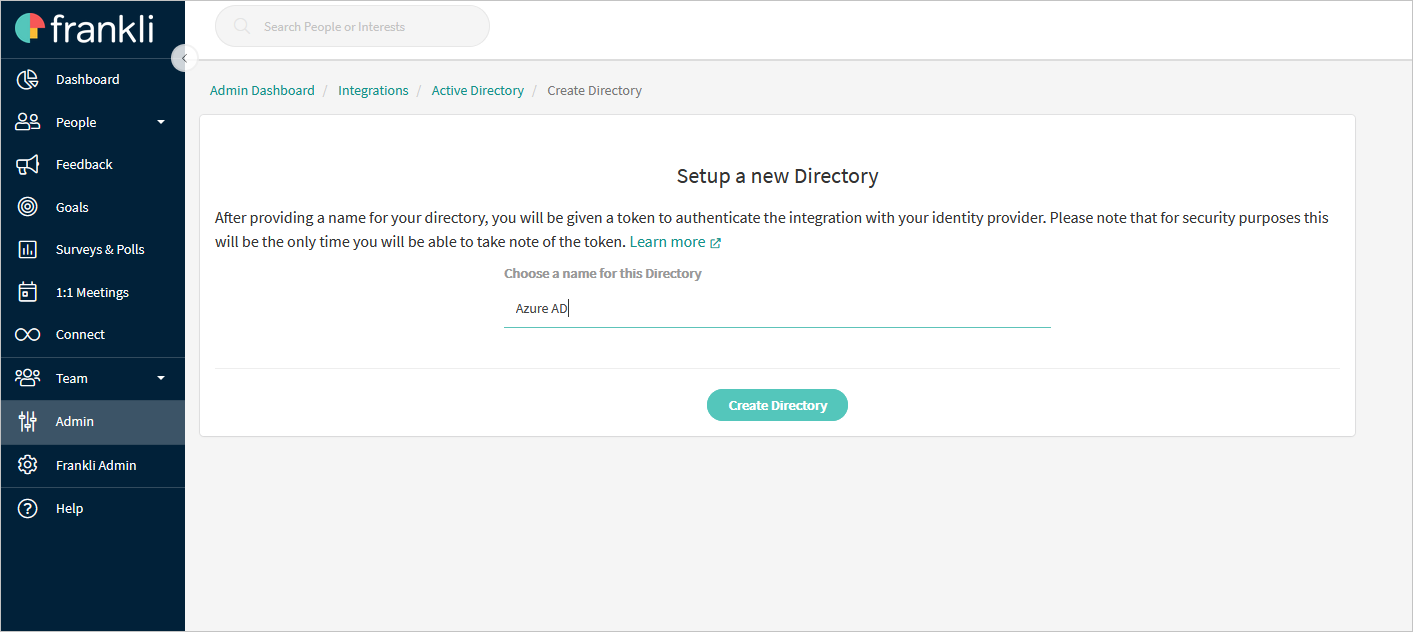 frankli
Search People or Interests
Dashboard
People
Feedback
Goals
Surveys & Polls
1:1 Meetings
Connect
Team
Admin
Frankli Admin
Help
Admin Dashboard / Integrations / Active Directory / Create Directory
Setup a new Directory
After providing a name for your directory, you will be given a token to authenticate the integration with your identity provider. Please note that for security purposes this
will be the only time you will be able to take note of the token. Learn more
Choose a name for this Directory
Azure AD
Create Directory